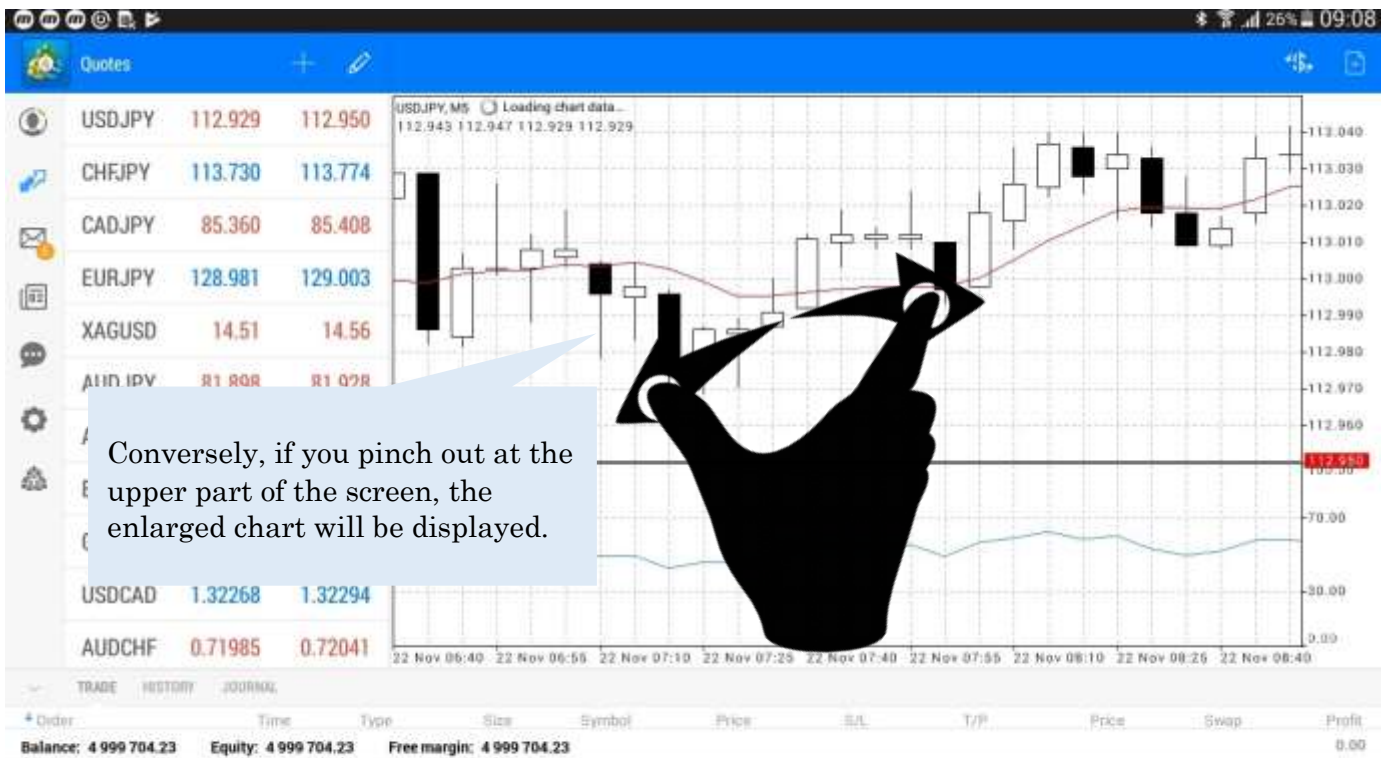 26% 09:08
Quotes
USDJPY 112.929 112.950
CHFJPY 113.730 113.774
CADJPY 85.360 85.408
EURJPY 128.981 129.003
XAGUSD 14.51 14.56
AUDJPY 81.898 81.928
USDCAD 1.32268 1.32294
AUDCHF 0.71985 0.72041
USDJPY, M5 Loading chart data...
112.943 112.947 112.929 112.929
113.040
113.030
113.020
113.010
113.000
112.990
112.980
112.970
112.960
70.00
30.00
0.00
Conversely, if you pinch out at the
upper part of the screen, the
enlarged chart will be displayed.
22 Nov 06:40 22 Nov 06:55 22 Nov 07:10 22 Nov 07:25 22 Nov 07:40 22 Nov 07:55 22 Nov 08:10 22 Nov 08:25 22 Nov 08:40
TRADE HISTORY JOURNAL
Order Time Type Size Symbol Price S/L T/P Price Swap Profit
Balance: 4 999 704.23 Equity: 4 999 704.23 Free margin: 4 999 704.23 0.00